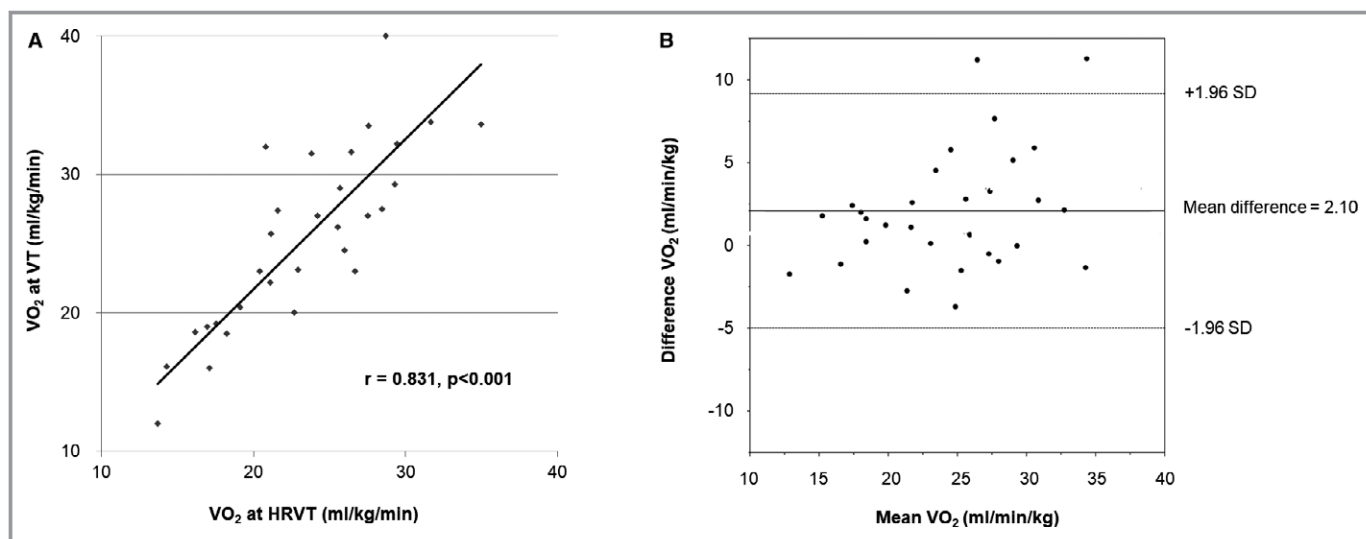 A
40
30
20
10
VO₂ at VT (ml/kg/min)
r = 0.831, p<0.001
10 20 30 40
VO₂ at HRVT (ml/kg/min)
B
10
5
0
-5
-10
Difference VO₂ (ml/min/kg)
+1.96 SD
Mean difference = 2.10
-1.96 SD
10 15 20 25 30 35 40
Mean VO₂ (ml/min/kg)